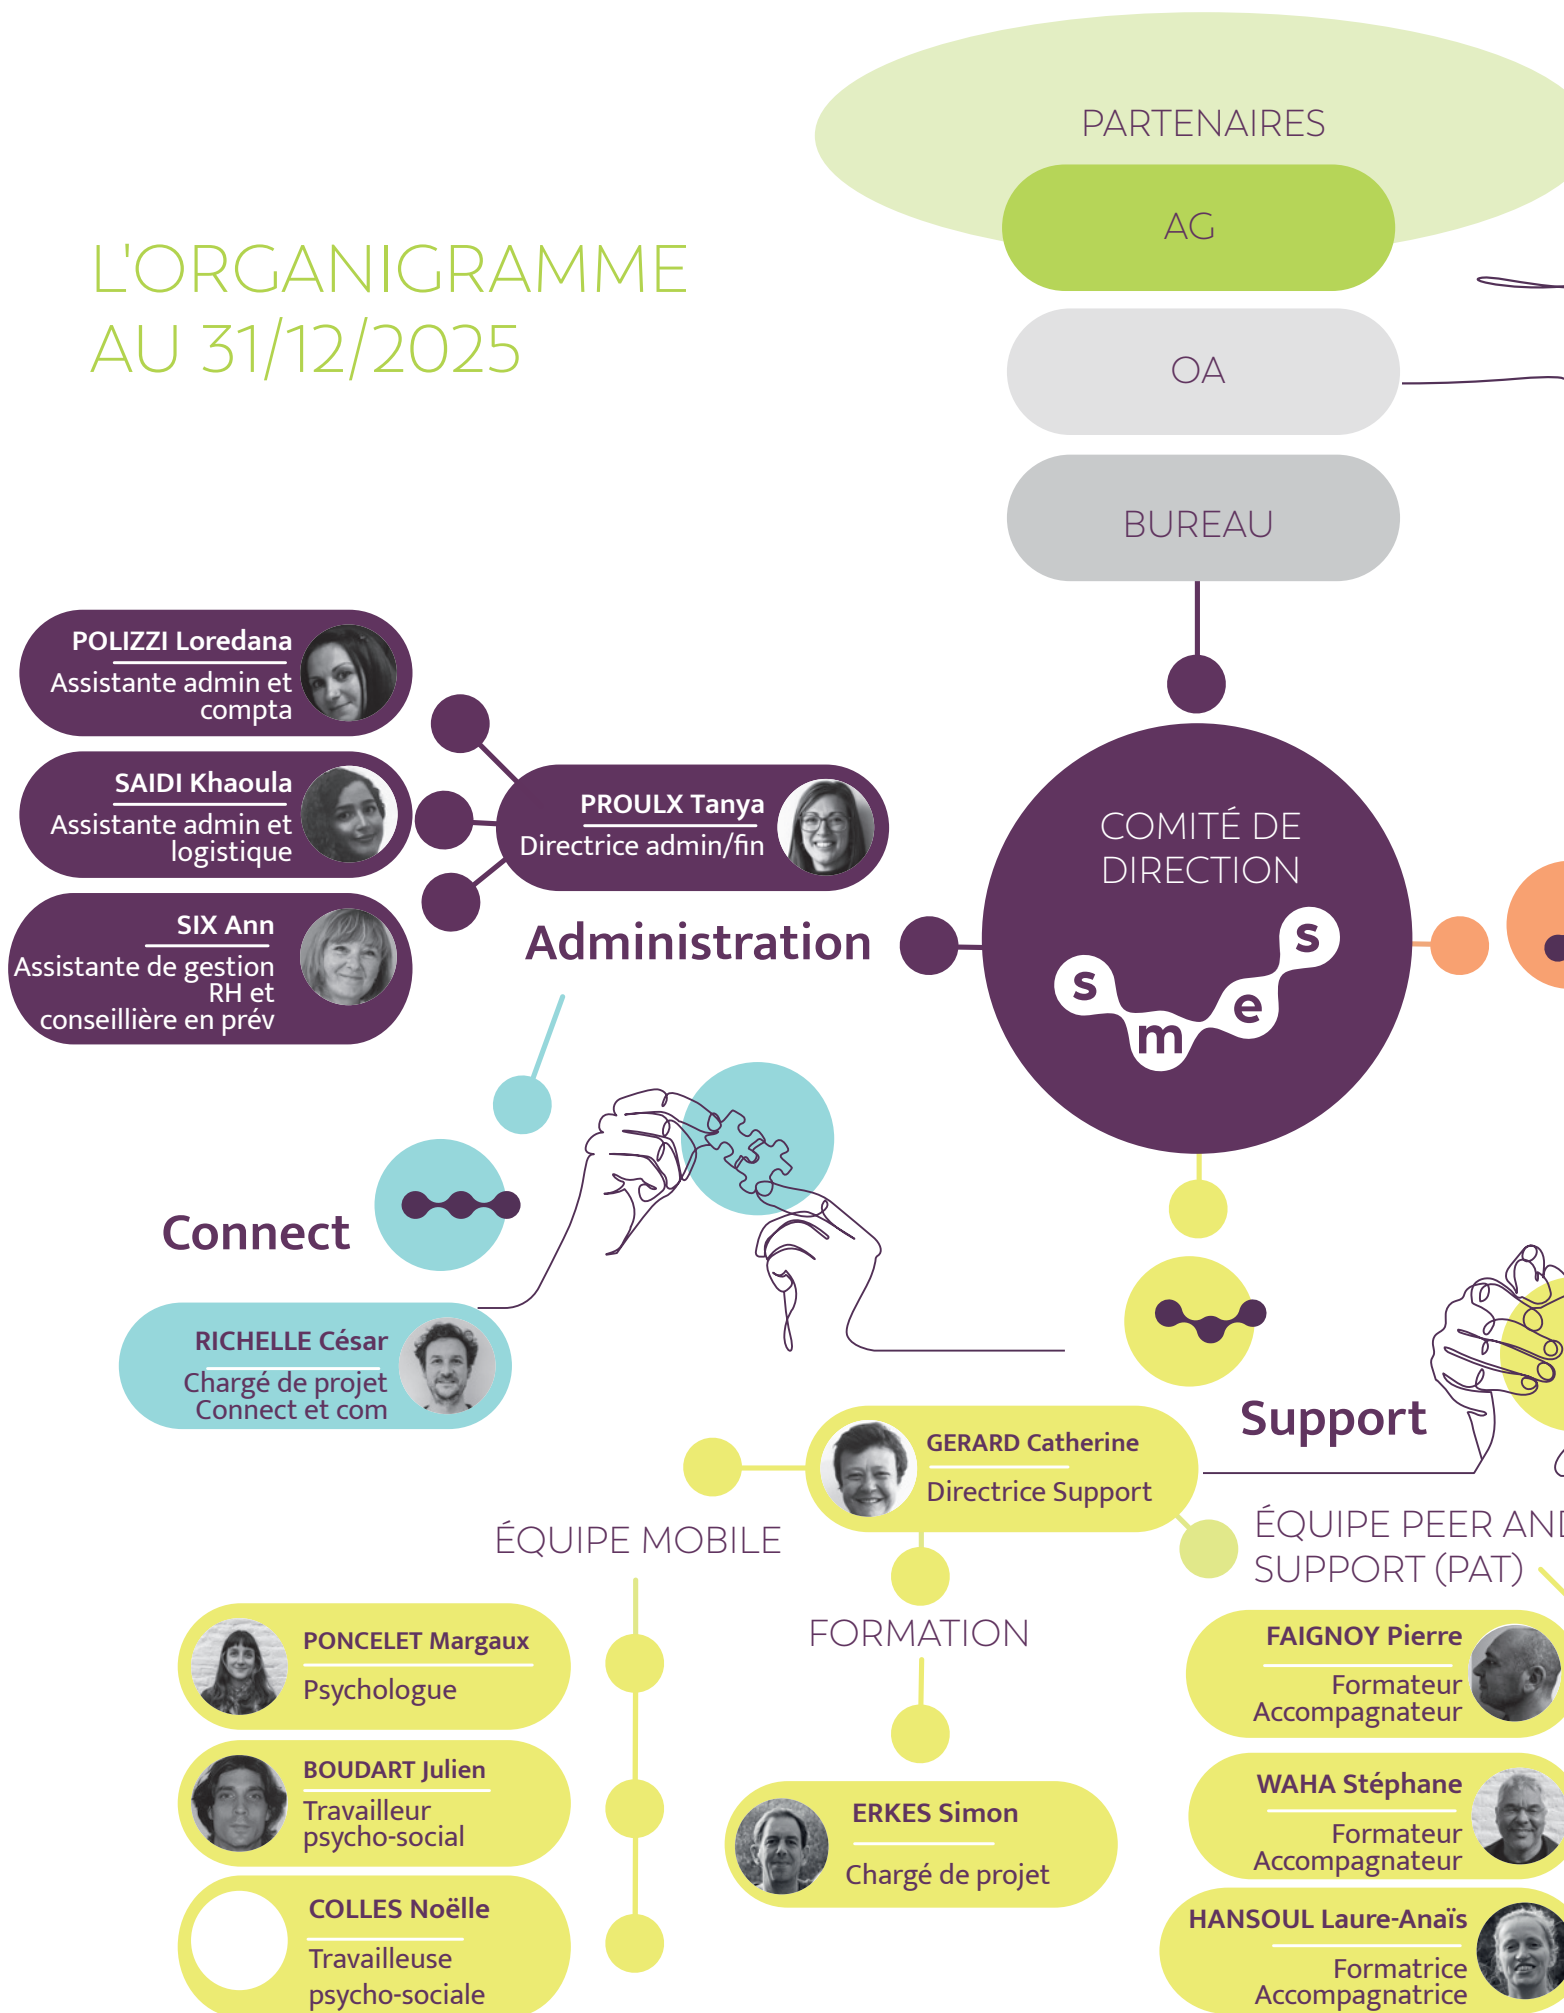 PARTENAIRES
AG
L'ORGANIGRAMME
AU 31/12/2025
OA
BUREAU
POLIZZI Loredana
Assistante admin et
compta
SAIDI Khaoula
Assistante admin et
logistique
SIX Ann
Assistante de gestion
RH et
conseillière en prév
PROULX Tanya
Directrice admin/fin
Administration
COMITÉ DE
DIRECTION
smes
Connect
RICHELLE César
Chargé de projet
Connect et com
Support
GERARD Catherine
Directrice Support
ÉQUIPE MOBILE
PONCELET Margaux
Psychologue
BOUDART Julien
Travailleur
psycho-social
COLLES Noëlle
Travailleuse
psycho-sociale
FORMATION
ERKES Simon
Chargé de projet
ÉQUIPE PEER AND
SUPPORT (PAT)
FAIGNOY Pierre
Formateur
Accompagnateur
WAHA Stéphane
Formateur
Accompagnateur
HANSOUL Laure-Anaïs
Formatrice
Accompagnatrice